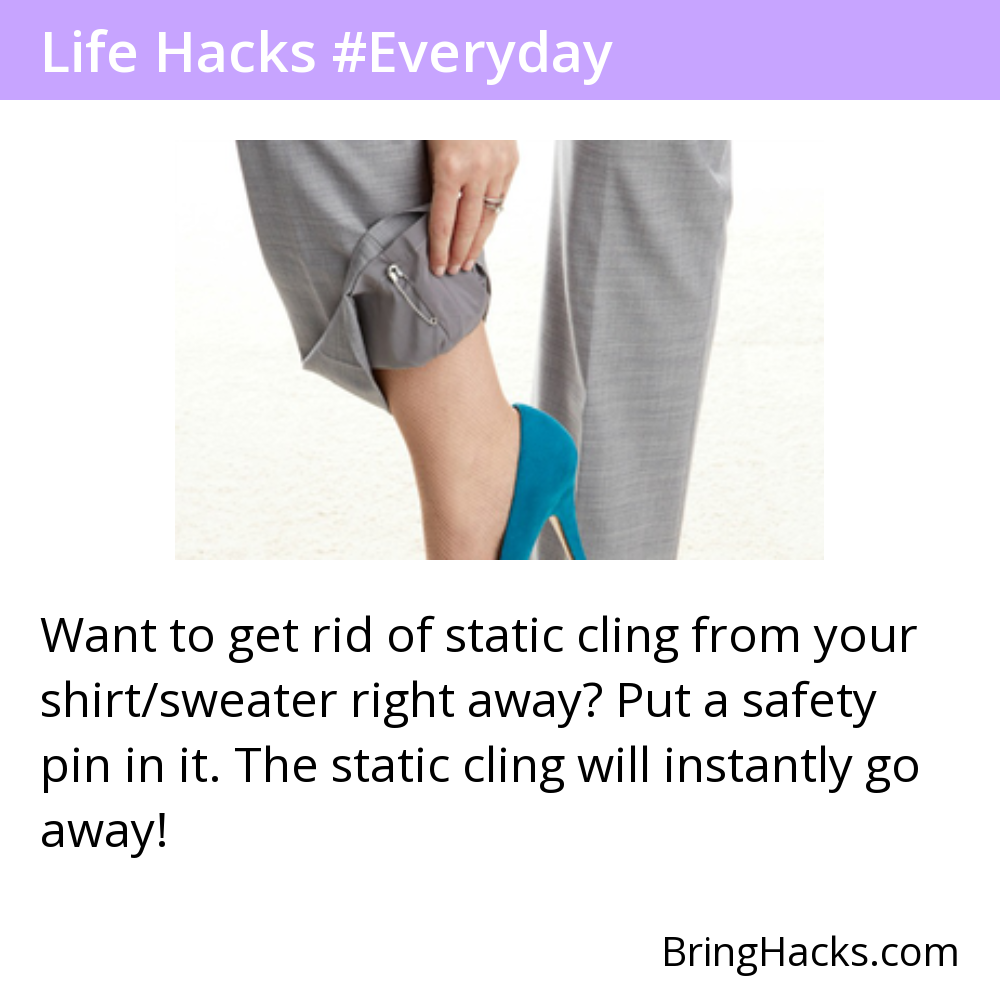 Life Hacks #Everyday
Want to get rid of static cling from your
shirt/sweater right away? Put a safety
pin in it. The static cling will instantly go
away!
BringHacks.com